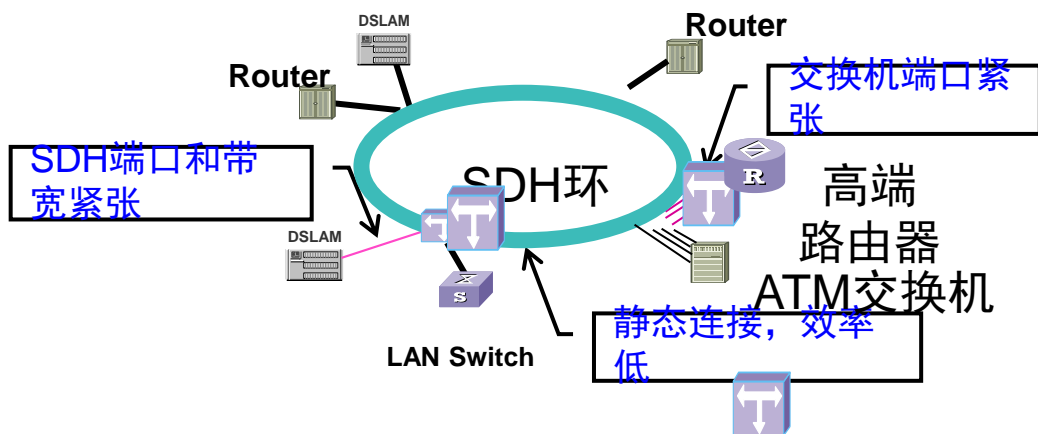 DSLAM
Router
Router
交换机端口紧
张
SDH端口和带
宽紧张
SDH环
R
高端
路由器
ATM交换机
DSLAM
S
静态连接，效率
低
LAN Switch